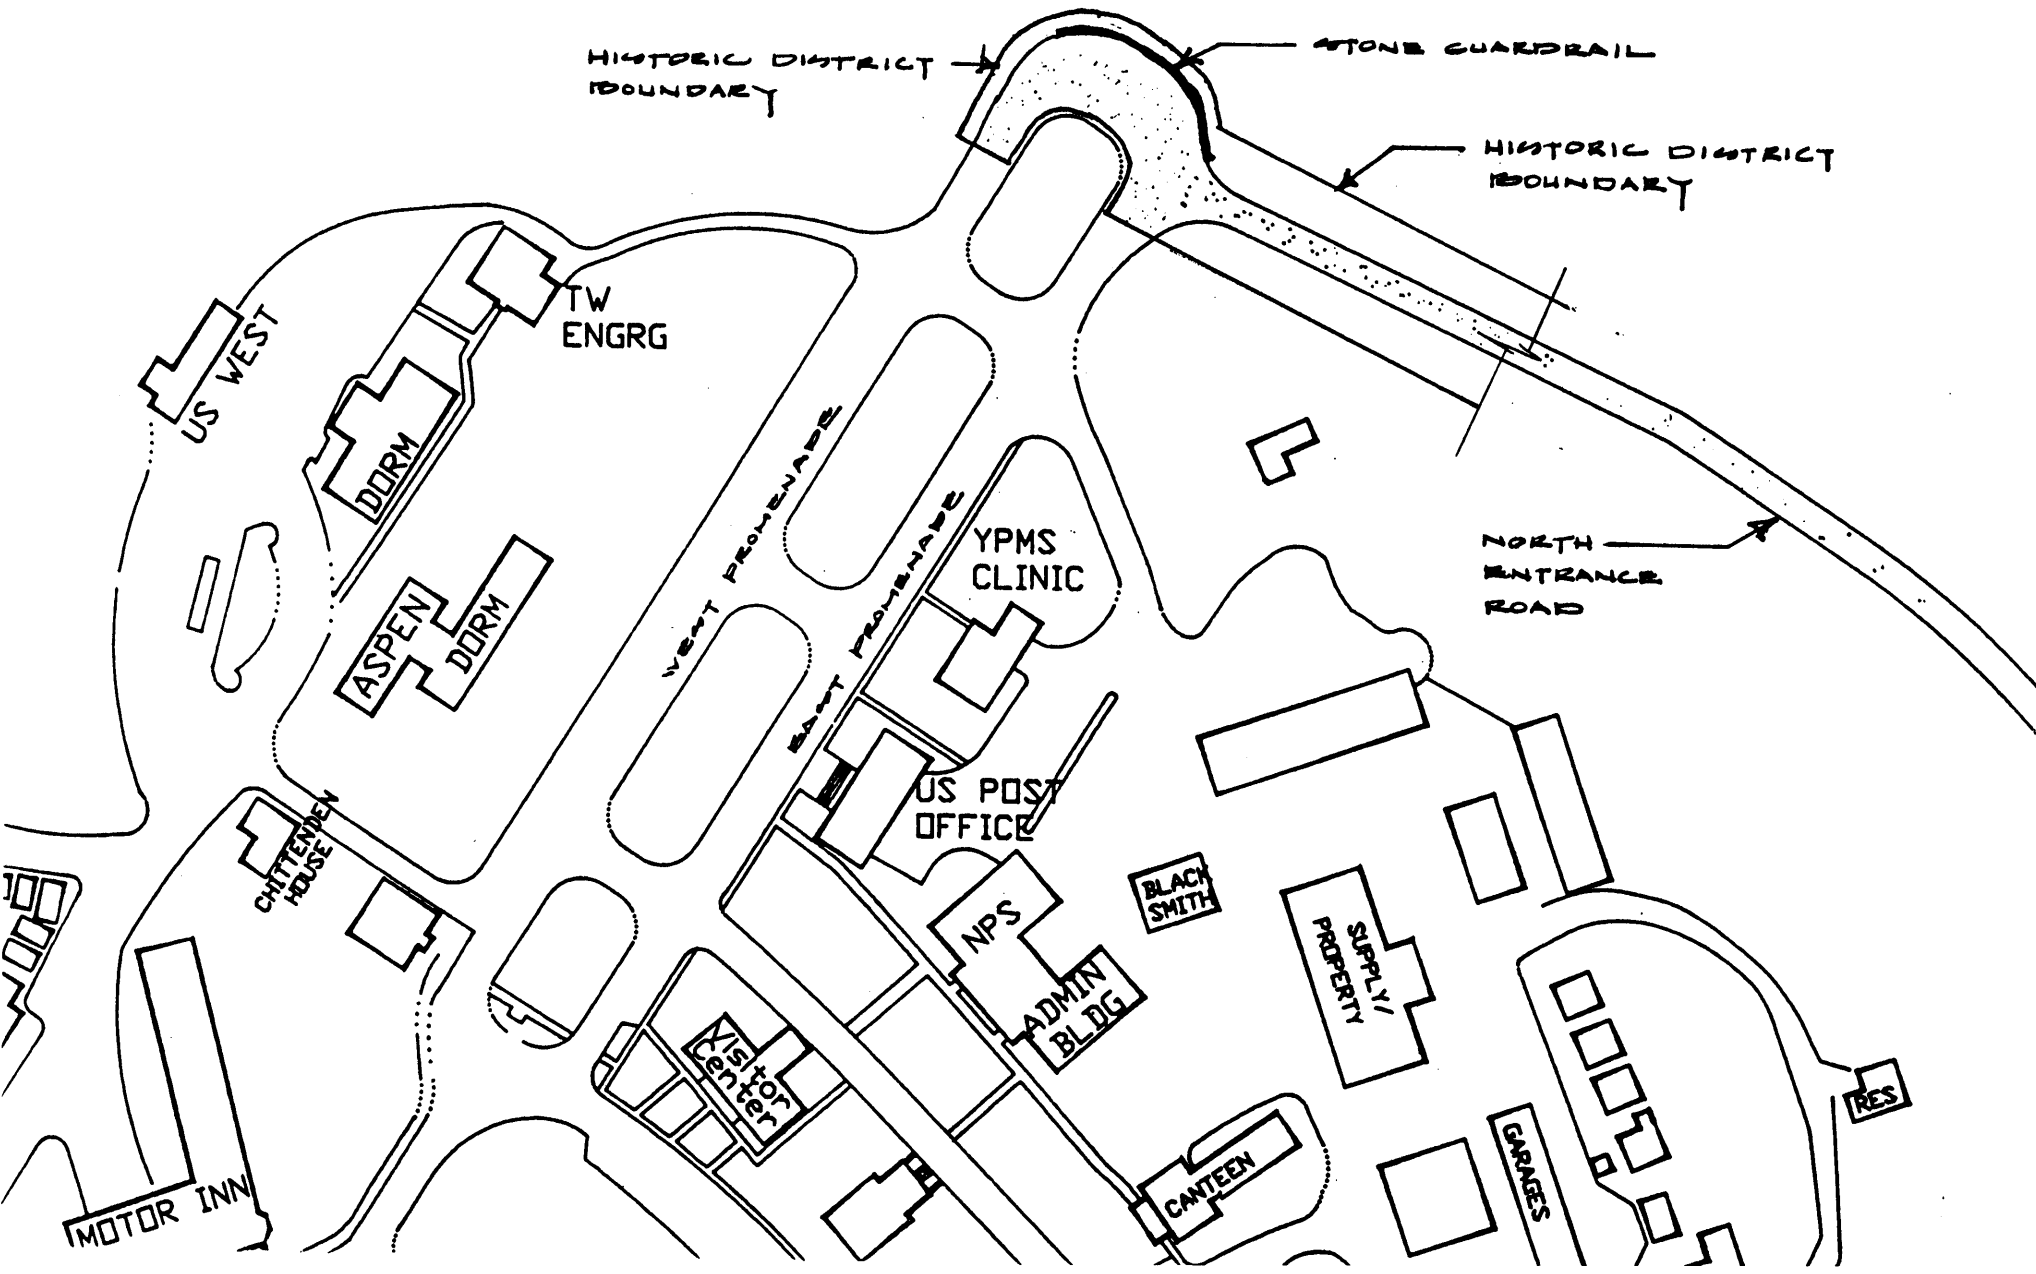 HISTORIC DISTRICT
BOUNDARY
STONE GUARDRAIL
HISTORIC DISTRICT
BOUNDARY
TW
ENGRG
US WEST
DORM
WEST PROMENADE
EAST PROMENADE
YPMS
CLINIC
NORTH
ENTRANCE
ROAD
ASPEN
DORM
US POST
OFFICE
CHITTENDEN
HOUSE
BLACK
SMITH
NPS
ADMIN
BLDG
SUPPLY/
PROPERTY
Visitor
Center
RES
CANTEEN
GARAGES
MOTOR INN